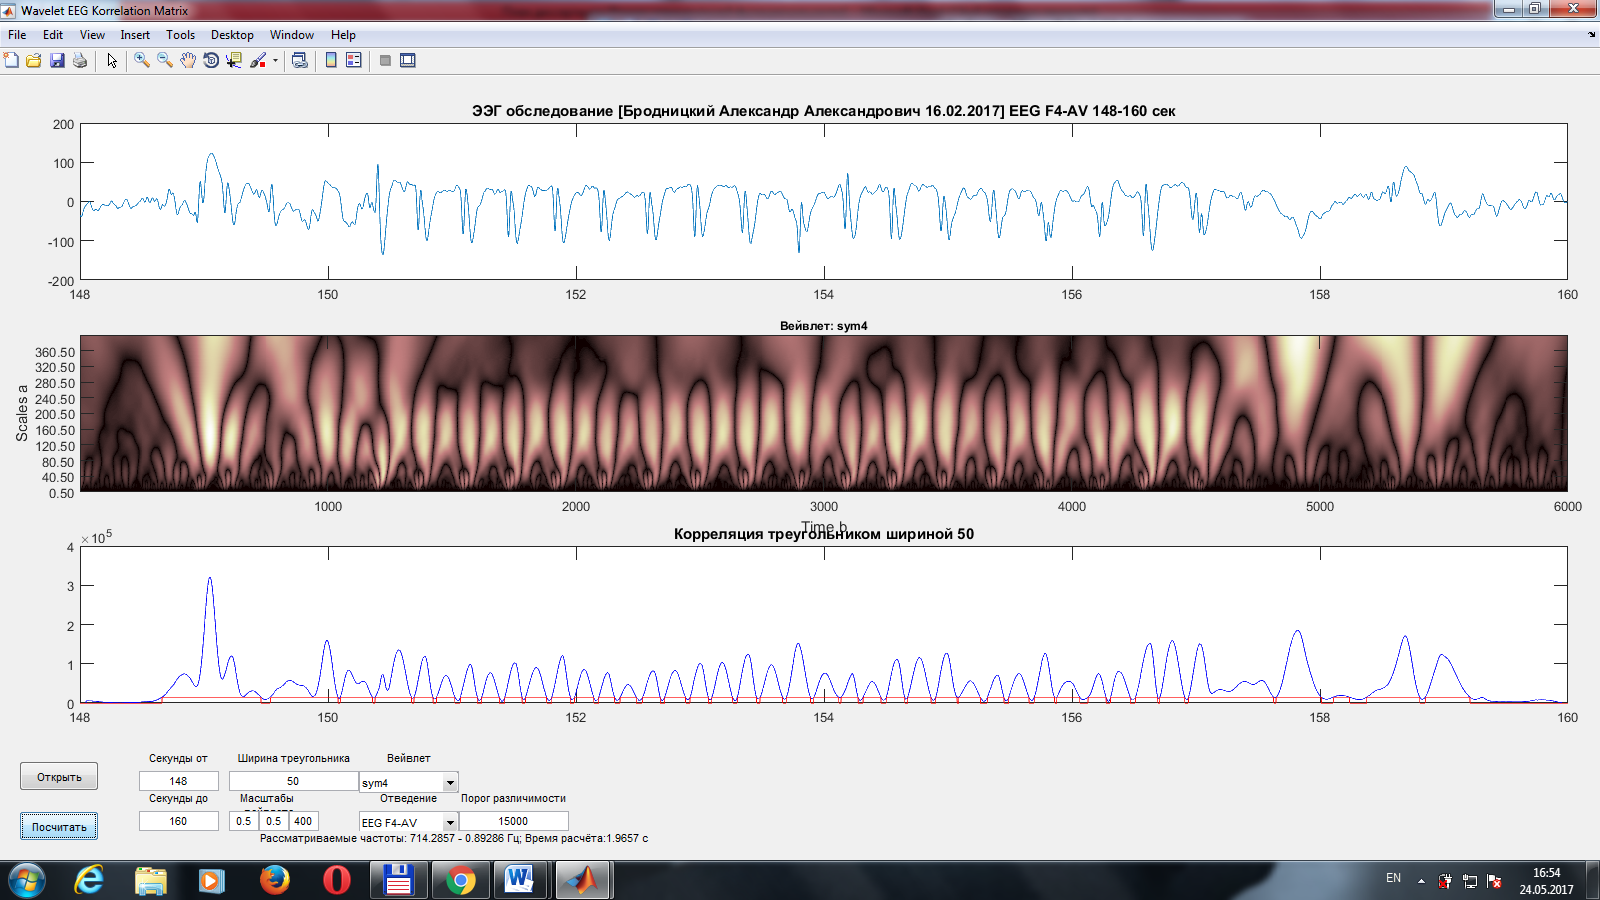 Wavelet EEG Korrelation Matrix
File Edit View Insert Tools Desktop Window Help
ЭЭГ обследование [Бродницкий Александр Александрович 16.02.2017] EEG F4-AV 148-160 сек
200
100
0
-100
-200
148 150 152 154 156 158 160
Вейвлет: sym4
Scales a
360.50
320.50
280.50
240.50
200.50
160.50
120.50
80.50
40.50
0.50
1000 2000 3000 4000 5000 6000
Time b
Корреляция треугольником шириной 50
×10^5
4
3
2
1
0
148 150 152 154 156 158 160
Секунды от Ширина треугольника Вейвлет
Открыть 148 50 sym4
Секунды до Масштабы Отведение Порог различимости
Посчитать 160 0.5 0.5 400 EEG F4-AV 15000
Рассматриваемые частоты: 714.2857 - 0.89286 Гц; Время расчёта:1.9657 с
EN 16:54
24.05.2017